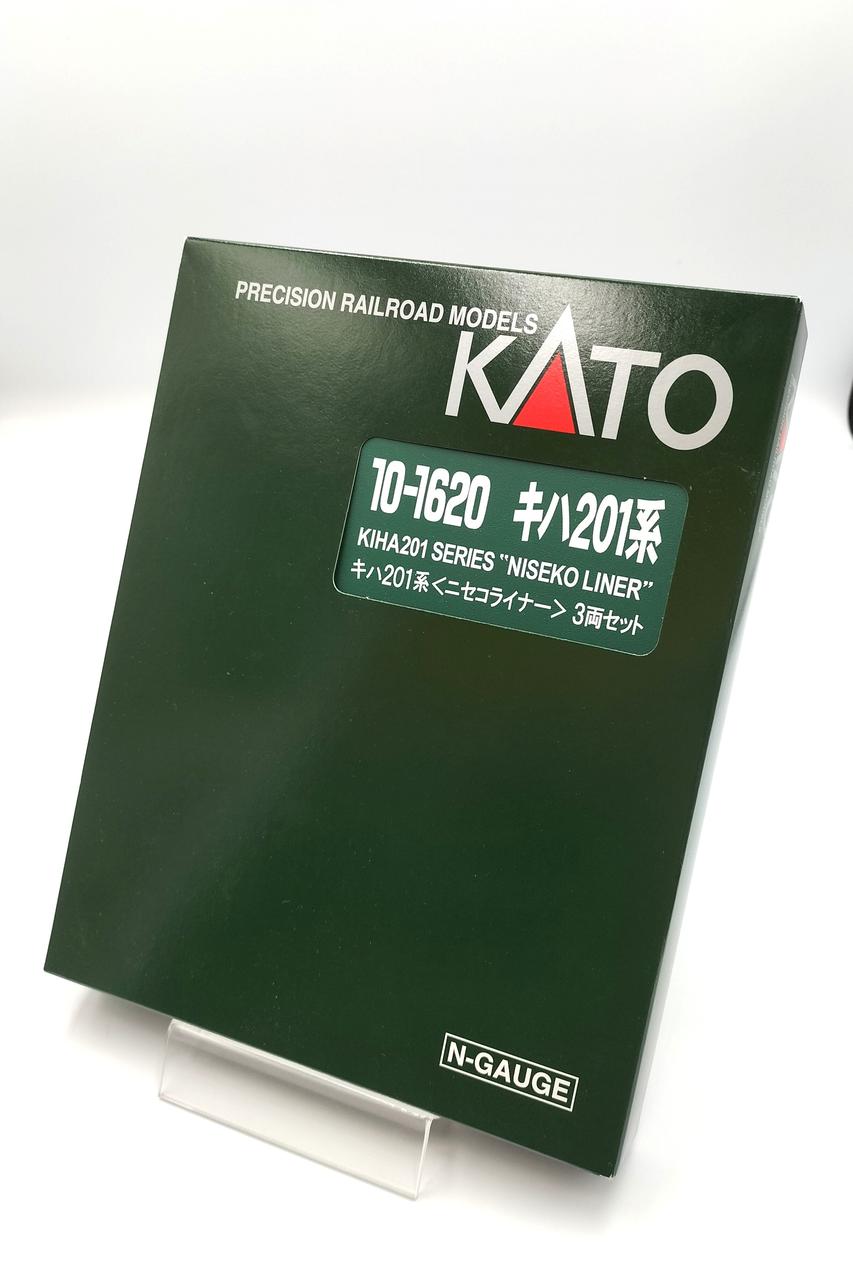 PRECISION RAILROAD MODELS
KATO
10-1620 キハ201系
KIHA201 SERIES “NISEKO LINER”
キハ201系<ニセコライナー> 3両セット
N-GAUGE